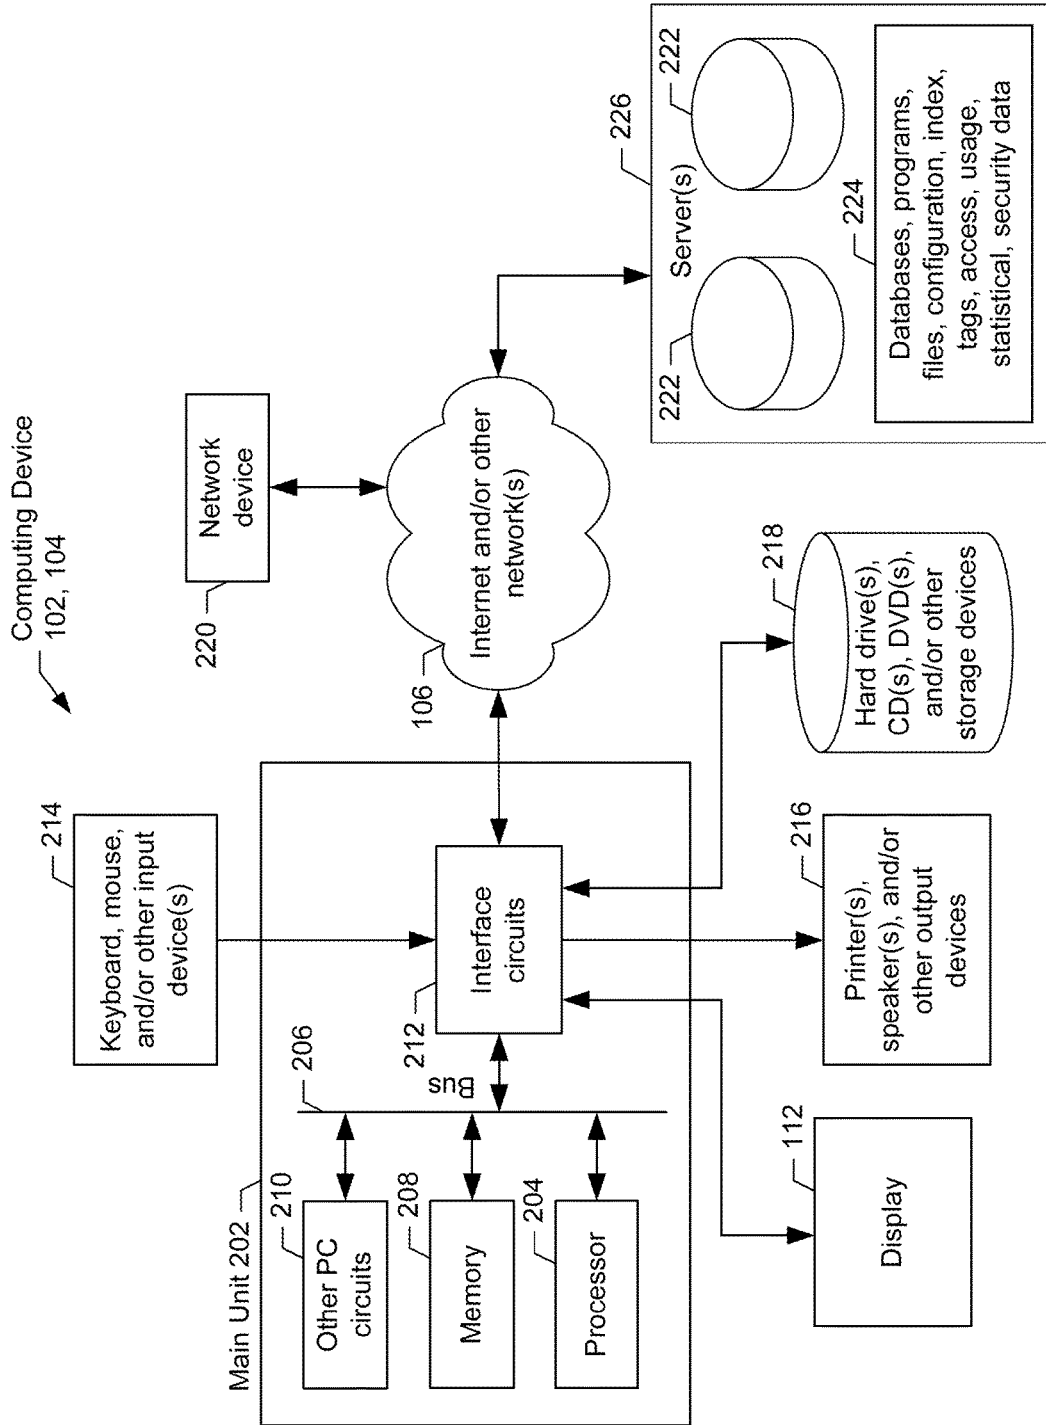 Computing Device
102, 104
214
Keyboard, mouse,
and/or other input
device(s)
Main Unit 202
210
Other PC
circuits
208
Memory
204
Processor
206
Bus
212
Interface
circuits
106
Internet and/or other
network(s)
220
Network
device
226
Server(s)
222
222
224
Databases, programs,
files, configuration, index,
tags, access, usage,
statistical, security data
112
Display
216
Printer(s),
speaker(s), and/or
other output
devices
218
Hard drive(s),
CD(s), DVD(s),
and/or other
storage devices